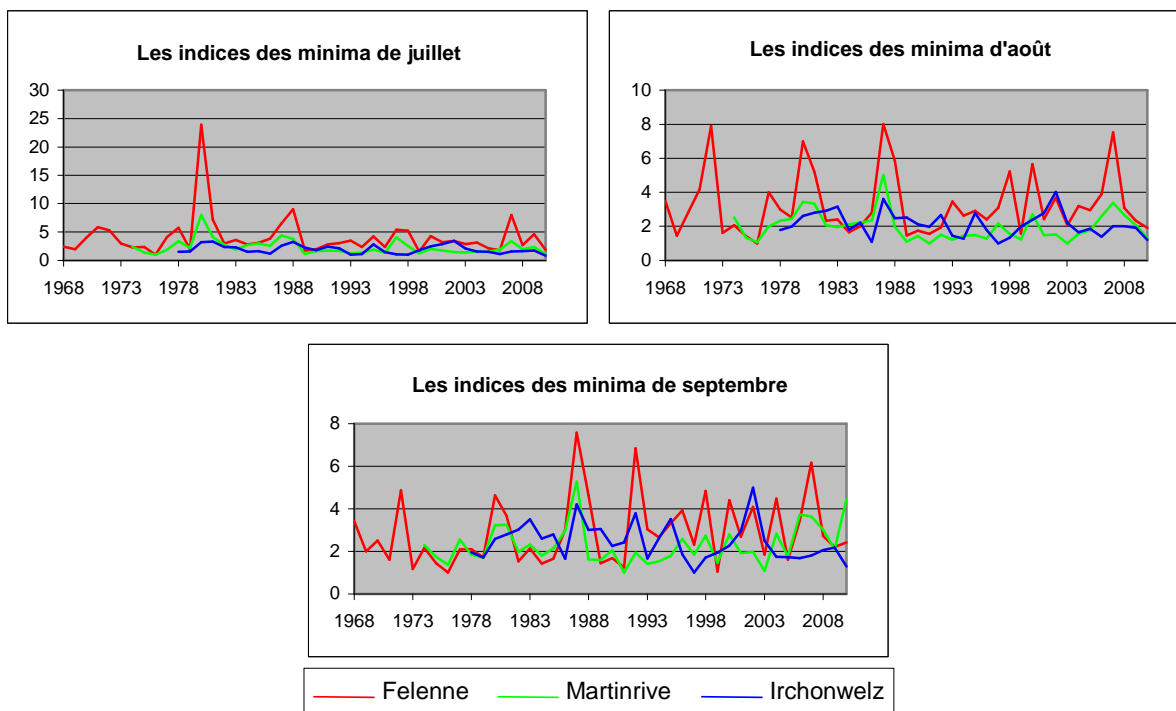 Les indices des minima de juillet
30
25
20
15
10
5
0
1968 1973 1978 1983 1988 1993 1998 2003 2008
Les indices des minima d'août
10
8
6
4
2
0
1968 1973 1978 1983 1988 1993 1998 2003 2008
Les indices des minima de septembre
8
6
4
2
0
1968 1973 1978 1983 1988 1993 1998 2003 2008
Felenne Martinrive Irchonwelz